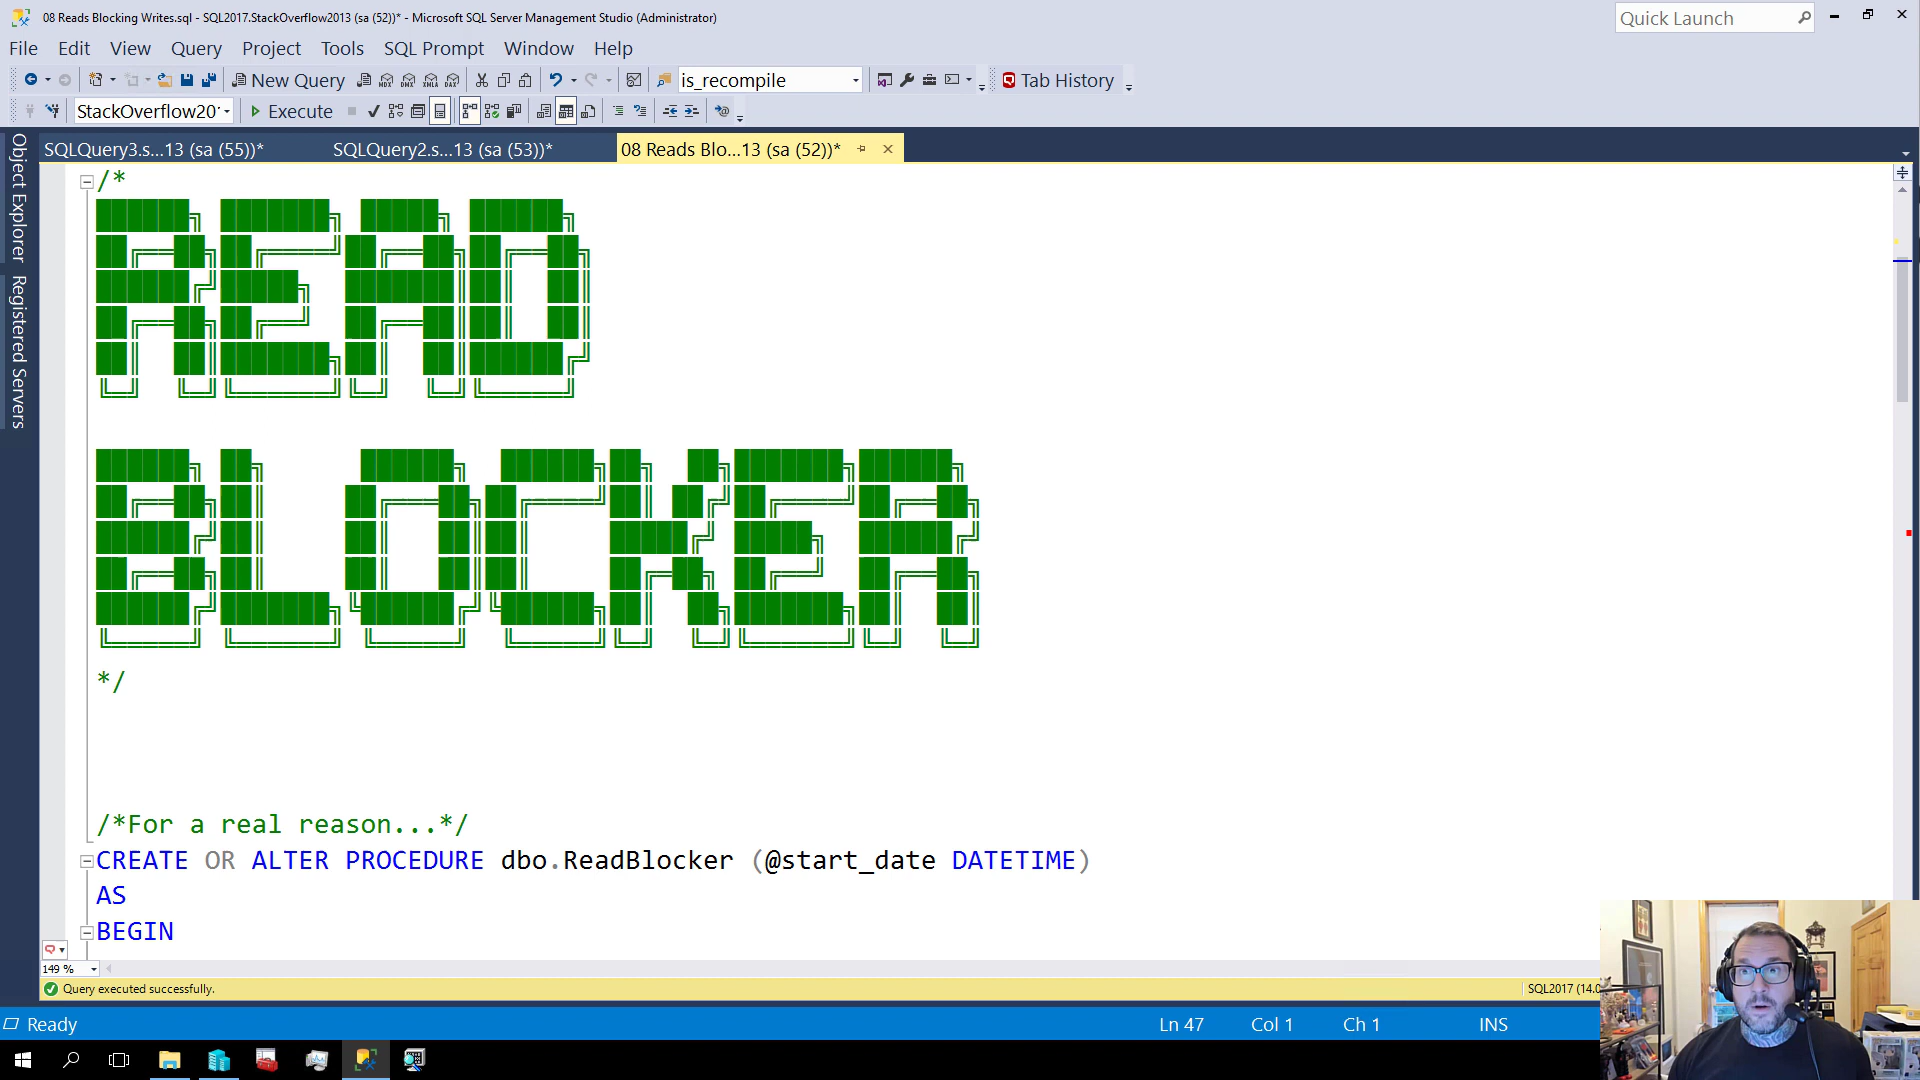 08 Reads Blocking Writes.sql - SQL2017.StackOverflow2013 (sa (52))* - Microsoft SQL Server Management Studio (Administrator)
Quick Launch
File Edit View Query Project Tools SQL Prompt Window Help
New Query
MDX DMX XMLA DAX
is_recompile
Tab History
StackOverflow20
Execute
SQLQuery3.s...13 (sa (55))*
SQLQuery2.s...13 (sa (53))*
08 Reads Blo...13 (sa (52))*
Object Explorer
Registered Servers
/*
READ
BLOCKER
*/
/*For a real reason...*/
CREATE OR ALTER PROCEDURE dbo.ReadBlocker (@start_date DATETIME)
AS
BEGIN
149 %
Query executed successfully.
SQL2017 (14.0
Ready
Ln 47
Col 1
Ch 1
INS